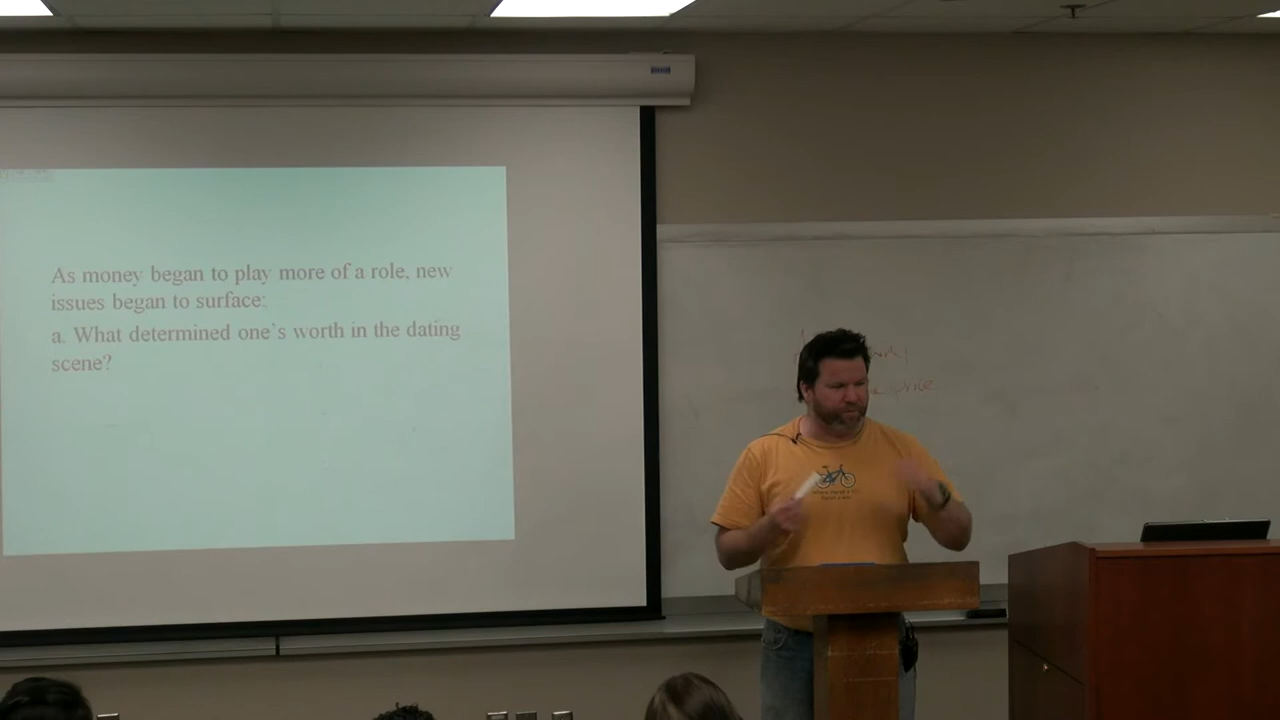 As money began to play more of a role, new
issues began to surface:
a. What determined one's worth in the dating
scene?
price